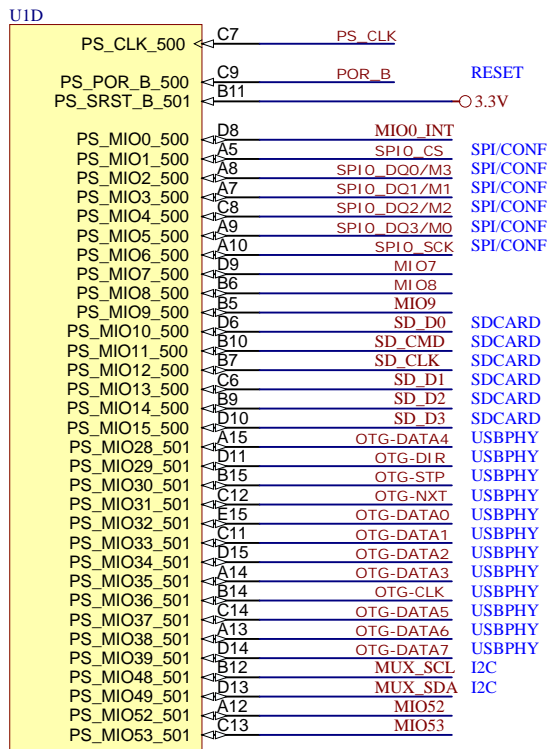 U1D
PS_CLK_500 C7 PS_CLK
PS_POR_B_500 C9 POR_B RESET
PS_SRST_B_501 B11 3.3V
PS_MIO0_500 D8 MIO0_INT
PS_MIO1_500 A5 SPI0_CS SPI/CONF
PS_MIO2_500 A8 SPI0_DQ0/M3 SPI/CONF
PS_MIO3_500 A7 SPI0_DQ1/M1 SPI/CONF
PS_MIO4_500 C8 SPI0_DQ2/M2 SPI/CONF
PS_MIO5_500 A9 SPI0_DQ3/M0 SPI/CONF
PS_MIO6_500 A10 SPI0_SCK SPI/CONF
PS_MIO7_500 D9 MIO7
PS_MIO8_500 B6 MIO8
PS_MIO9_500 B5 MIO9
PS_MIO10_500 D6 SD_D0 SDCARD
PS_MIO11_500 B10 SD_CMD SDCARD
PS_MIO12_500 B7 SD_CLK SDCARD
PS_MIO13_500 C6 SD_D1 SDCARD
PS_MIO14_500 B9 SD_D2 SDCARD
PS_MIO15_500 D10 SD_D3 SDCARD
PS_MIO28_501 A15 OTG-DATA4 USBPHY
PS_MIO29_501 D11 OTG-DIR USBPHY
PS_MIO30_501 B15 OTG-STP USBPHY
PS_MIO31_501 C12 OTG-NXT USBPHY
PS_MIO32_501 E15 OTG-DATA0 USBPHY
PS_MIO33_501 C11 OTG-DATA1 USBPHY
PS_MIO34_501 D15 OTG-DATA2 USBPHY
PS_MIO35_501 A14 OTG-DATA3 USBPHY
PS_MIO36_501 B14 OTG-CLK USBPHY
PS_MIO37_501 C14 OTG-DATA5 USBPHY
PS_MIO38_501 A13 OTG-DATA6 USBPHY
PS_MIO39_501 D14 OTG-DATA7 USBPHY
PS_MIO48_501 B12 MUX_SCL I2C
PS_MIO49_501 D13 MUX_SDA I2C
PS_MIO52_501 A12 MIO52
PS_MIO53_501 C13 MIO53